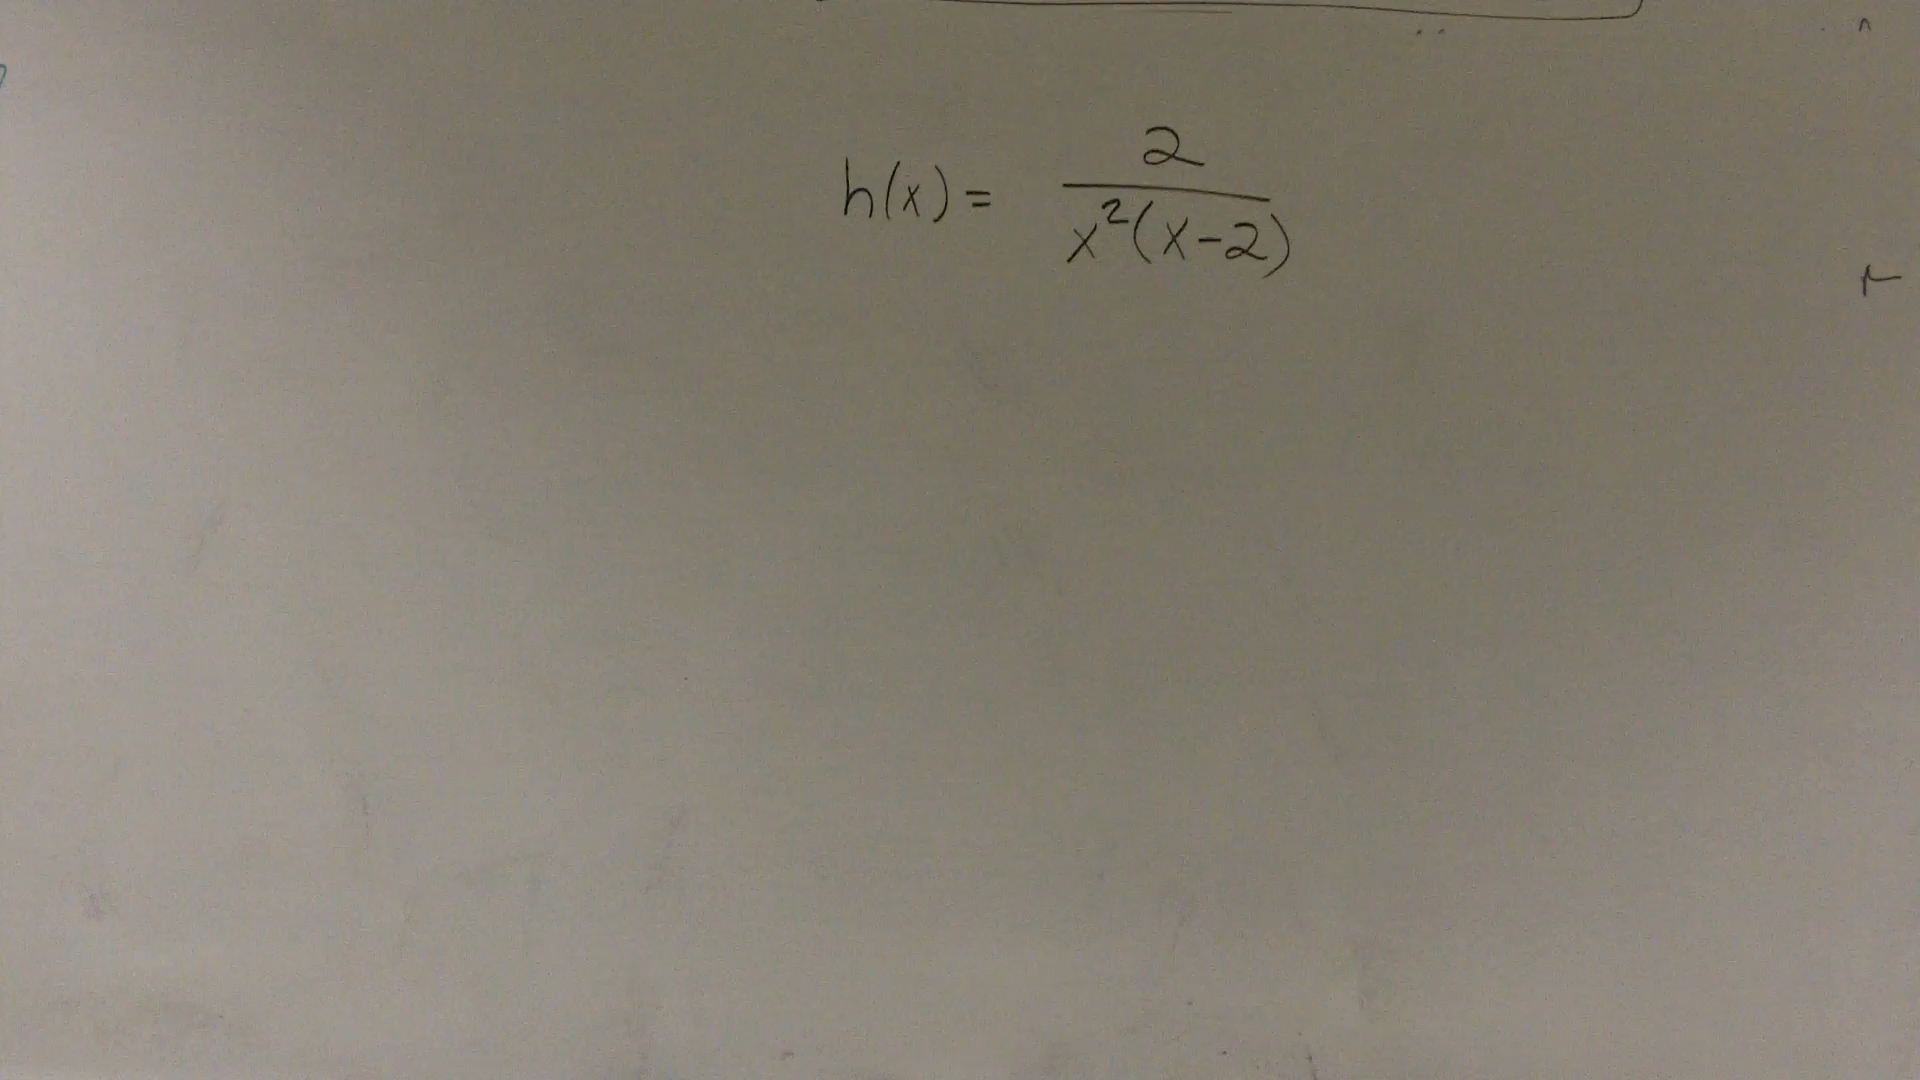 h(x) = 2 / x²(x-2)